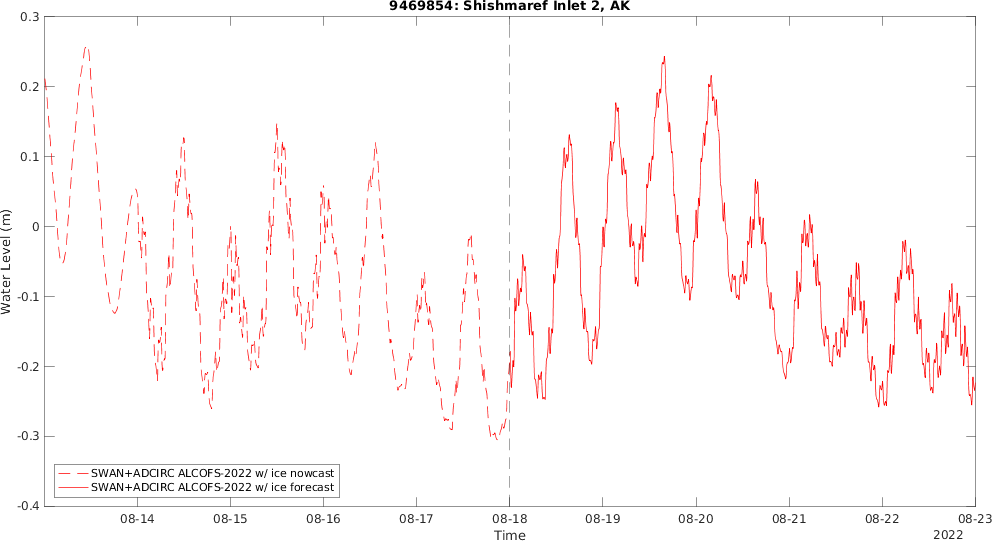 9469854: Shishmaref Inlet 2, AK
0.3
0.2
0.1
0
-0.1
-0.2
-0.3
-0.4
Water Level (m)
SWAN+ADCIRC ALCOFS-2022 w/ ice nowcast
SWAN+ADCIRC ALCOFS-2022 w/ ice forecast
08-14 08-15 08-16 08-17 08-18 08-19 08-20 08-21 08-22 08-23
Time
2022